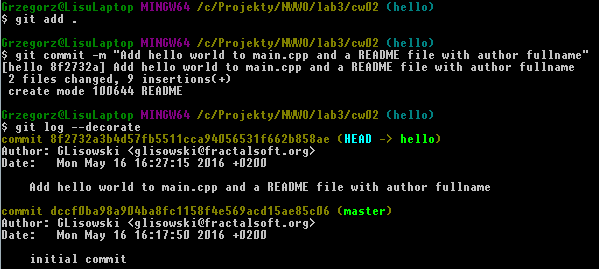 Grzegorz@LisuLaptop MINGW64 /c/Projekty/NWWO/lab3/cw02 (hello)
$ git add .
Grzegorz@LisuLaptop MINGW64 /c/Projekty/NWWO/lab3/cw02 (hello)
$ git commit -m "Add hello world to main.cpp and a README file with author fullname"
[hello 8f2732a] Add hello world to main.cpp and a README file with author fullname
 2 files changed, 9 insertions(+)
 create mode 100644 README
Grzegorz@LisuLaptop MINGW64 /c/Projekty/NWWO/lab3/cw02 (hello)
$ git log --decorate
commit 8f2732a3b4d57fb5511cca94056531f662b858ae (HEAD -> hello)
Author: GLisowski <glisowski@fractalsoft.org>
Date:   Mon May 16 16:27:15 2016 +0200
    Add hello world to main.cpp and a README file with author fullname
commit dccf0ba98a904ba8fc1158f4e569acd15ae85c06 (master)
Author: GLisowski <glisowski@fractalsoft.org>
Date:   Mon May 16 16:17:50 2016 +0200
    initial commit